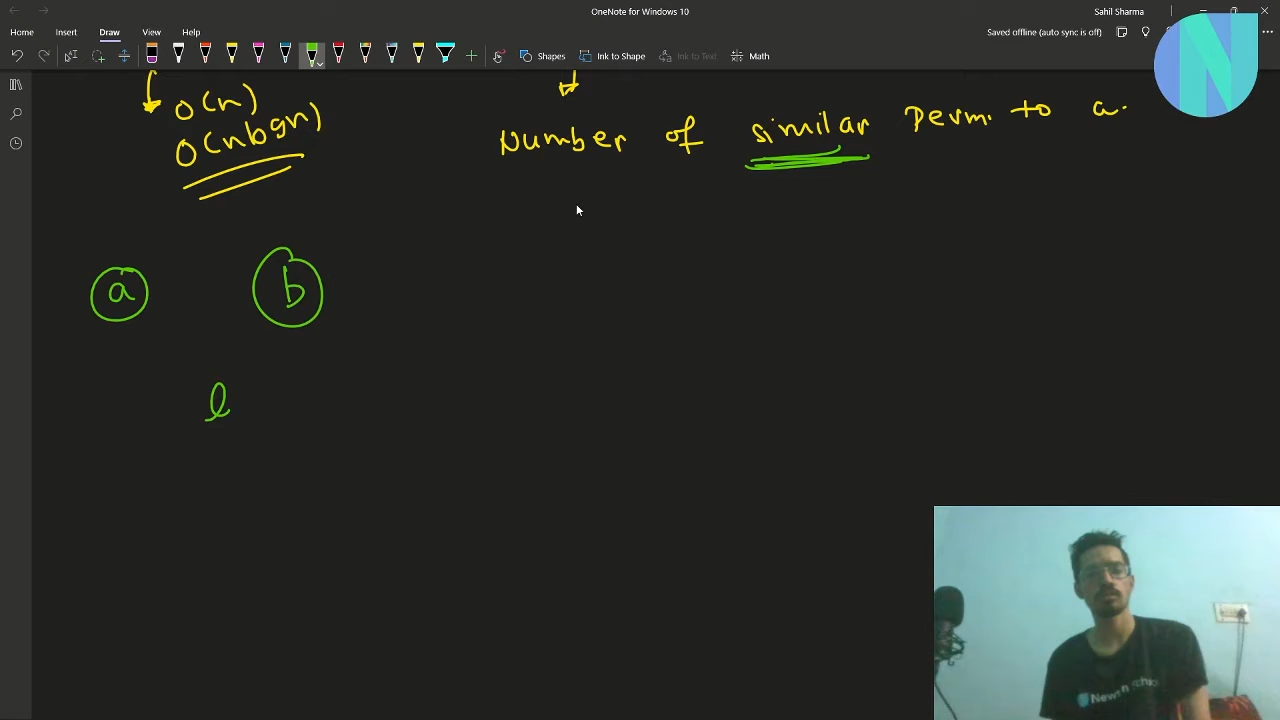 OneNote for Windows 10
Sahil Sharma
Home Insert Draw View Help
Saved offline (auto sync is off)
Shapes Ink to Shape Ink to Text Math
O(n)
O(nlogn)
Number of similar perm. to a.
a b
l